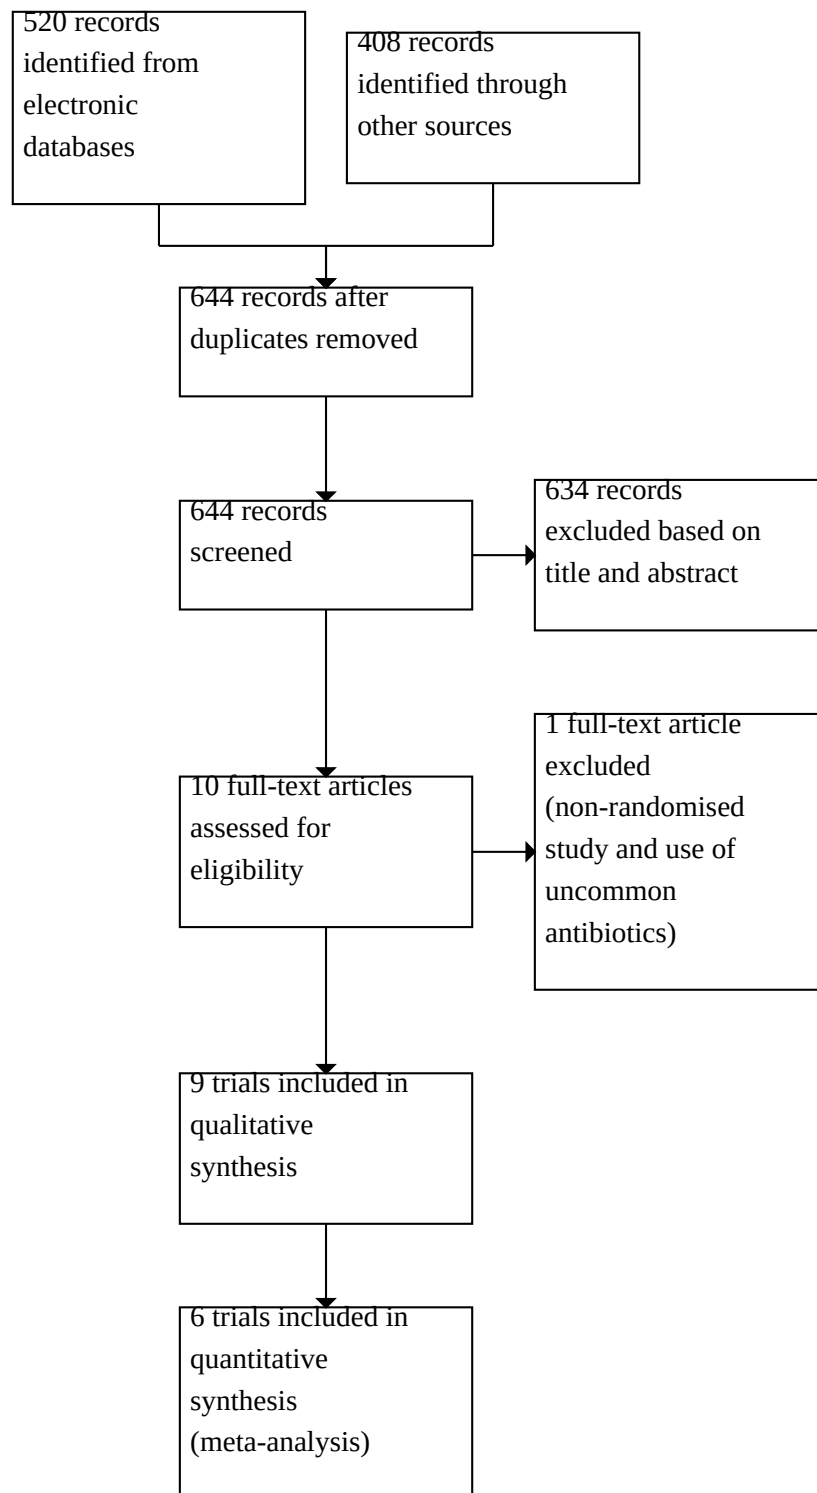 520 records
identified from
electronic
databases
408 records
identified through
other sources
644 records after
duplicates removed
644 records
screened
634 records
excluded based on
title and abstract
10 full-text articles
assessed for
eligibility
1 full-text article
excluded
(non-randomised
study and use of
uncommon
antibiotics)
9 trials included in
qualitative
synthesis
6 trials included in
quantitative
synthesis
(meta-analysis)